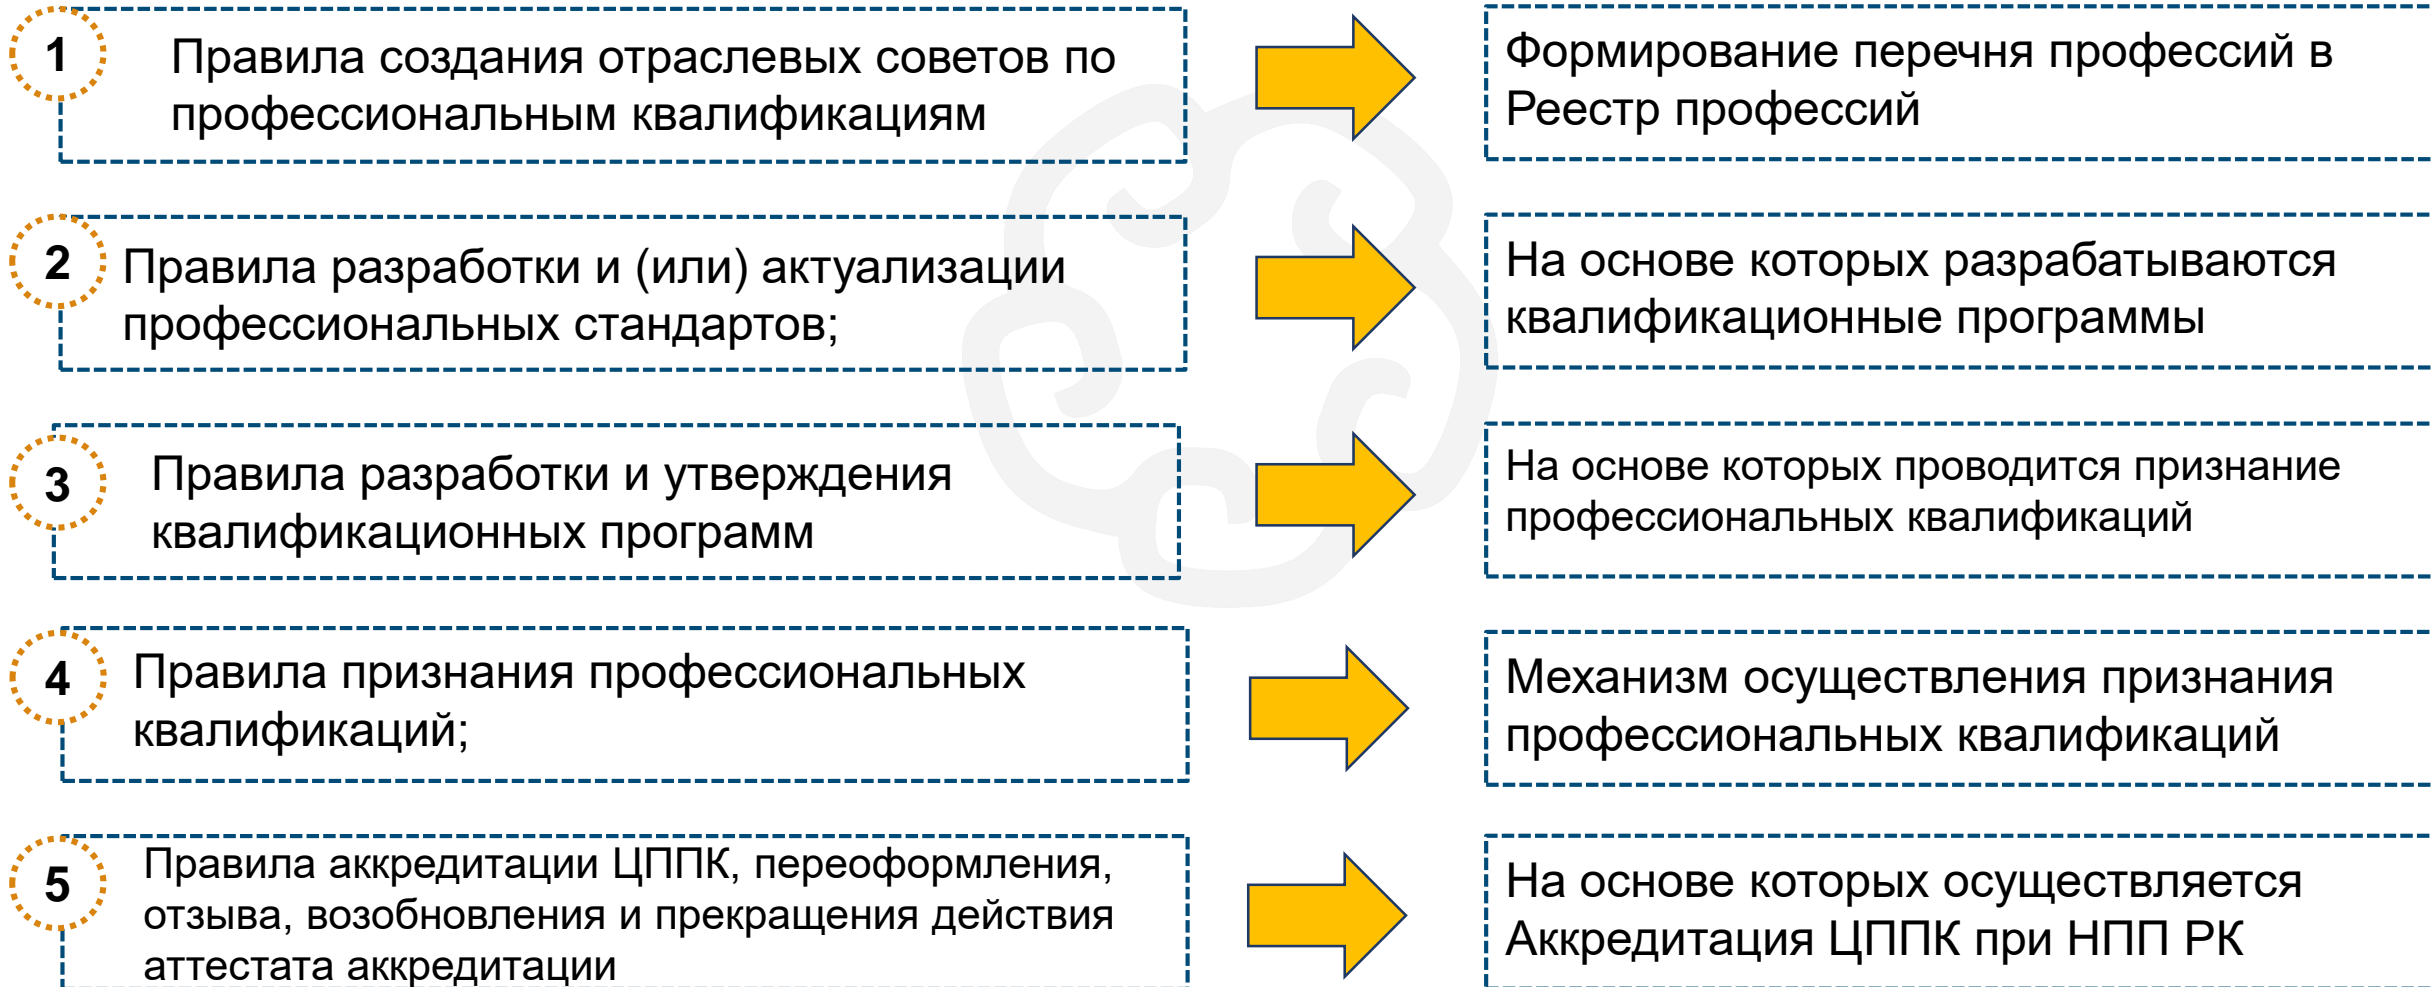 1
Правила создания отраслевых советов по
профессиональным квалификациям
Формирование перечня профессий в
Реестр профессий
2
Правила разработки и (или) актуализации
профессиональных стандартов;
На основе которых разрабатываются
квалификационные программы
3
Правила разработки и утверждения
квалификационных программ
На основе которых проводится признание
профессиональных квалификаций
4
Правила признания профессиональных
квалификаций;
Механизм осуществления признания
профессиональных квалификаций
5
Правила аккредитации ЦППК, переоформления,
отзыва, возобновления и прекращения действия
аттестата аккредитации
На основе которых осуществляется
Аккредитация ЦППК при НПП РК